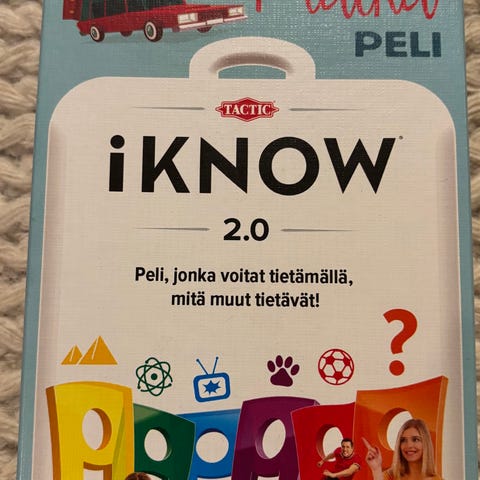 PELI
TACTIC
iKNOW
2.0
Peli, jonka voitat tietämällä,
mitä muut tietävät!
?